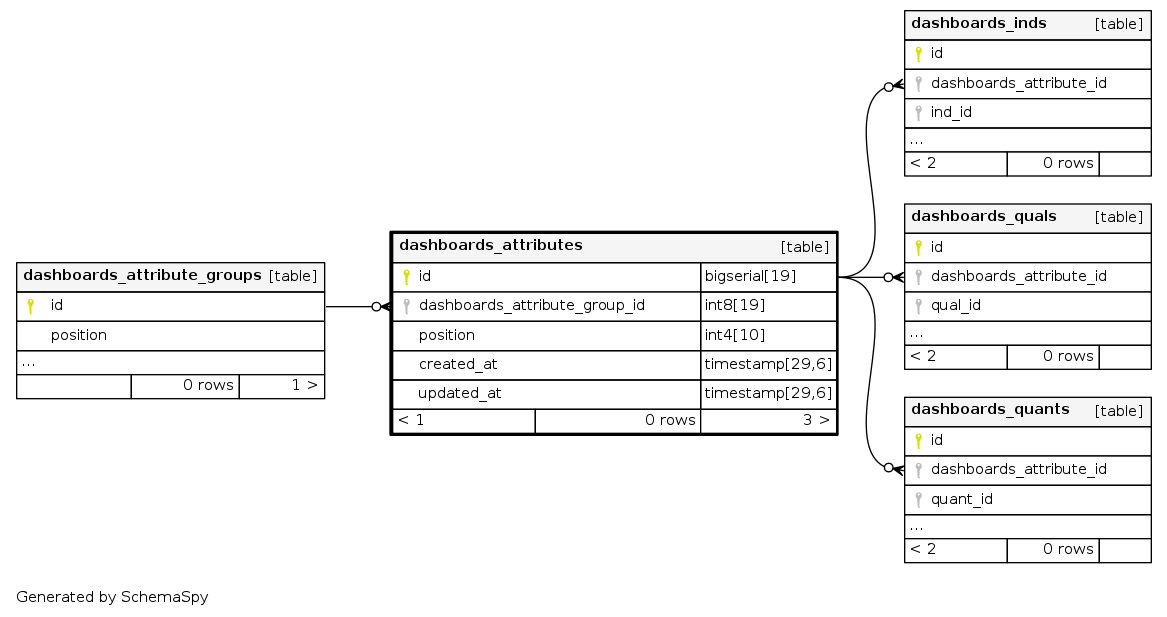 dashboards_attribute_groups [table]
id
position
...
0 rows 1 >
dashboards_attributes [table]
id bigserial[19]
dashboards_attribute_group_id int8[19]
position int4[10]
created_at timestamp[29,6]
updated_at timestamp[29,6]
< 1 0 rows 3 >
dashboards_inds [table]
id
dashboards_attribute_id
ind_id
...
< 2 0 rows
dashboards_quals [table]
id
dashboards_attribute_id
qual_id
...
< 2 0 rows
dashboards_quants [table]
id
dashboards_attribute_id
quant_id
...
< 2 0 rows
Generated by SchemaSpy